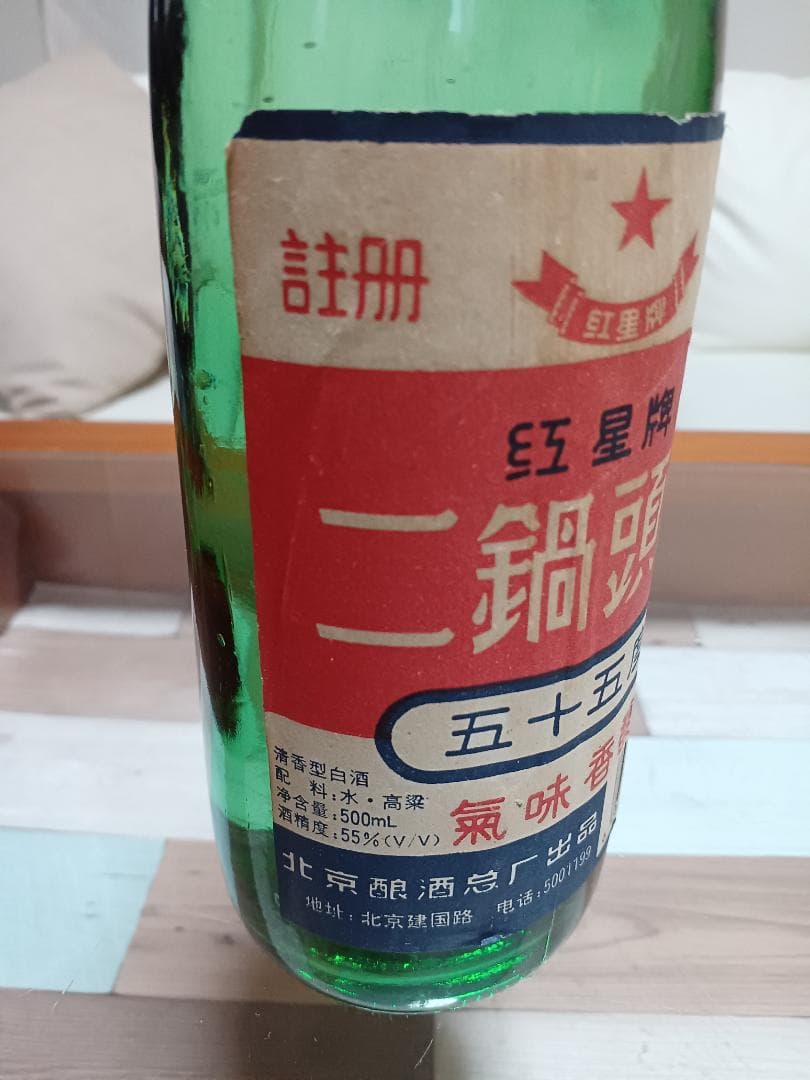 註册
红星牌
红星牌
二鍋頭
五十五
氣味香
清香型白酒
配 料:水·高粱
净含量:500mL
酒精度:55%(V/V)
北京酿酒总厂出品
地址:北京建国路 电话:5001199